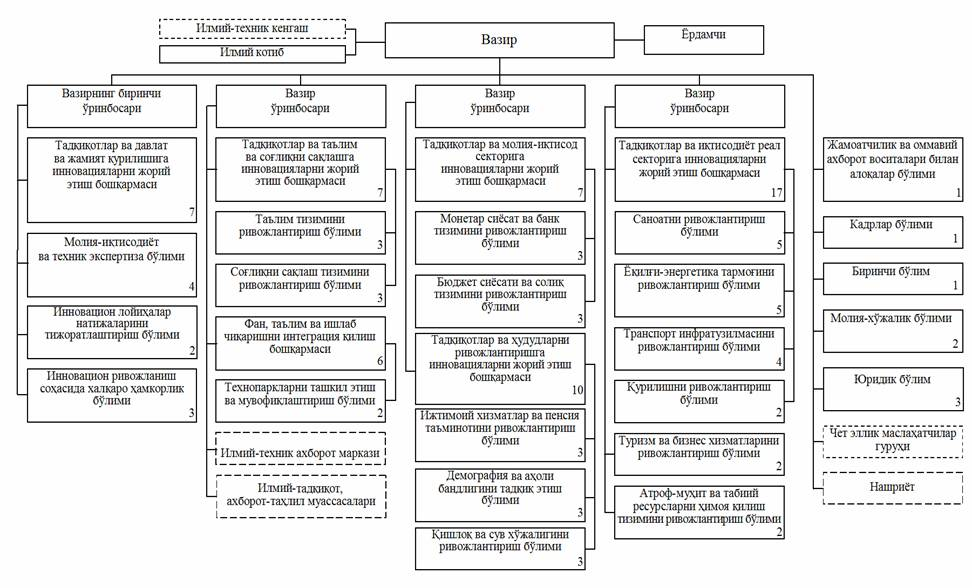 Илмий-техник кенгаш
Илмий котиб
Вазир
Ёрдамчи
Вазирнинг биринчи
ўринбосари
Тадқиқотлар ва давлат
ва жамият қурилишига
инновацияларни жорий
этиш бошқармаси
7
Молия-иқтисодиёт
ва техник экспертиза бўлими
4
Инновацион лойиҳалар
натижаларини
тижоратлаштириш бўлими
2
Инновацион ривожланиш
соҳасида халқаро ҳамкорлик
бўлими
3
Вазир
ўринбосари
Тадқиқотлар ва таълим
ва соғлиқни сақлашга
инновацияларни жорий
этиш бошқармаси
7
Таълим тизимини
ривожлантириш бўлими
3
Соғлиқни сақлаш тизимини
ривожлантириш бўлими
3
Фан, таълим ва ишлаб
чиқаришни интеграция қилиш
бошқармаси
6
Технопаркларни ташкил этиш
ва мувофиқлаштириш бўлими
2
Илмий-техник ахборот маркази
Илмий-тадқиқот,
ахборот-таҳлил муассасалари
Вазир
ўринбосари
Тадқиқотлар ва молия-иқтисод
секторига
инновацияларни жорий
этиш бошқармаси
7
Монетар сиёсат ва банк
тизимини ривожлантириш
бўлими
3
Бюджет сиёсати ва солиқ
тизимини ривожлантириш
бўлими
3
Тадқиқотлар ва ҳудудларни
ривожлантиришга
инновацияларни жорий этиш
бошқармаси
10
Ижтимоий хизматлар ва пенсия
таъминотини ривожлантириш
бўлими
3
Демография ва аҳоли
бандлигини тадқиқ этиш
бўлими
3
Қишлоқ ва сув хўжалигини
ривожлантириш бўлими
3
Вазир
ўринбосари
Тадқиқотлар ва иқтисодиёт реал
секторига инновацияларни
жорий этиш бошқармаси
17
Саноатни ривожлантириш
бўлими
5
Ёқилғи-энергетика тармоғини
ривожлантириш бўлими
5
Транспорт инфратузилмасини
ривожлантириш бўлими
4
Қурилишни ривожлантириш
бўлими
2
Туризм ва бизнес хизматларини
ривожлантириш бўлими
2
Атроф-муҳит ва табиий
ресурсларни ҳимоя қилиш
тизимини ривожлантириш бўлими
2
Жамоатчилик ва оммавий
ахборот воситалари билан
алоқалар бўлими
1
Кадрлар бўлими
1
Биринчи бўлим
1
Молия-хўжалик бўлими
2
Юридик бўлим
3
Чет эллик маслаҳатчилар
гуруҳи
Нашриёт